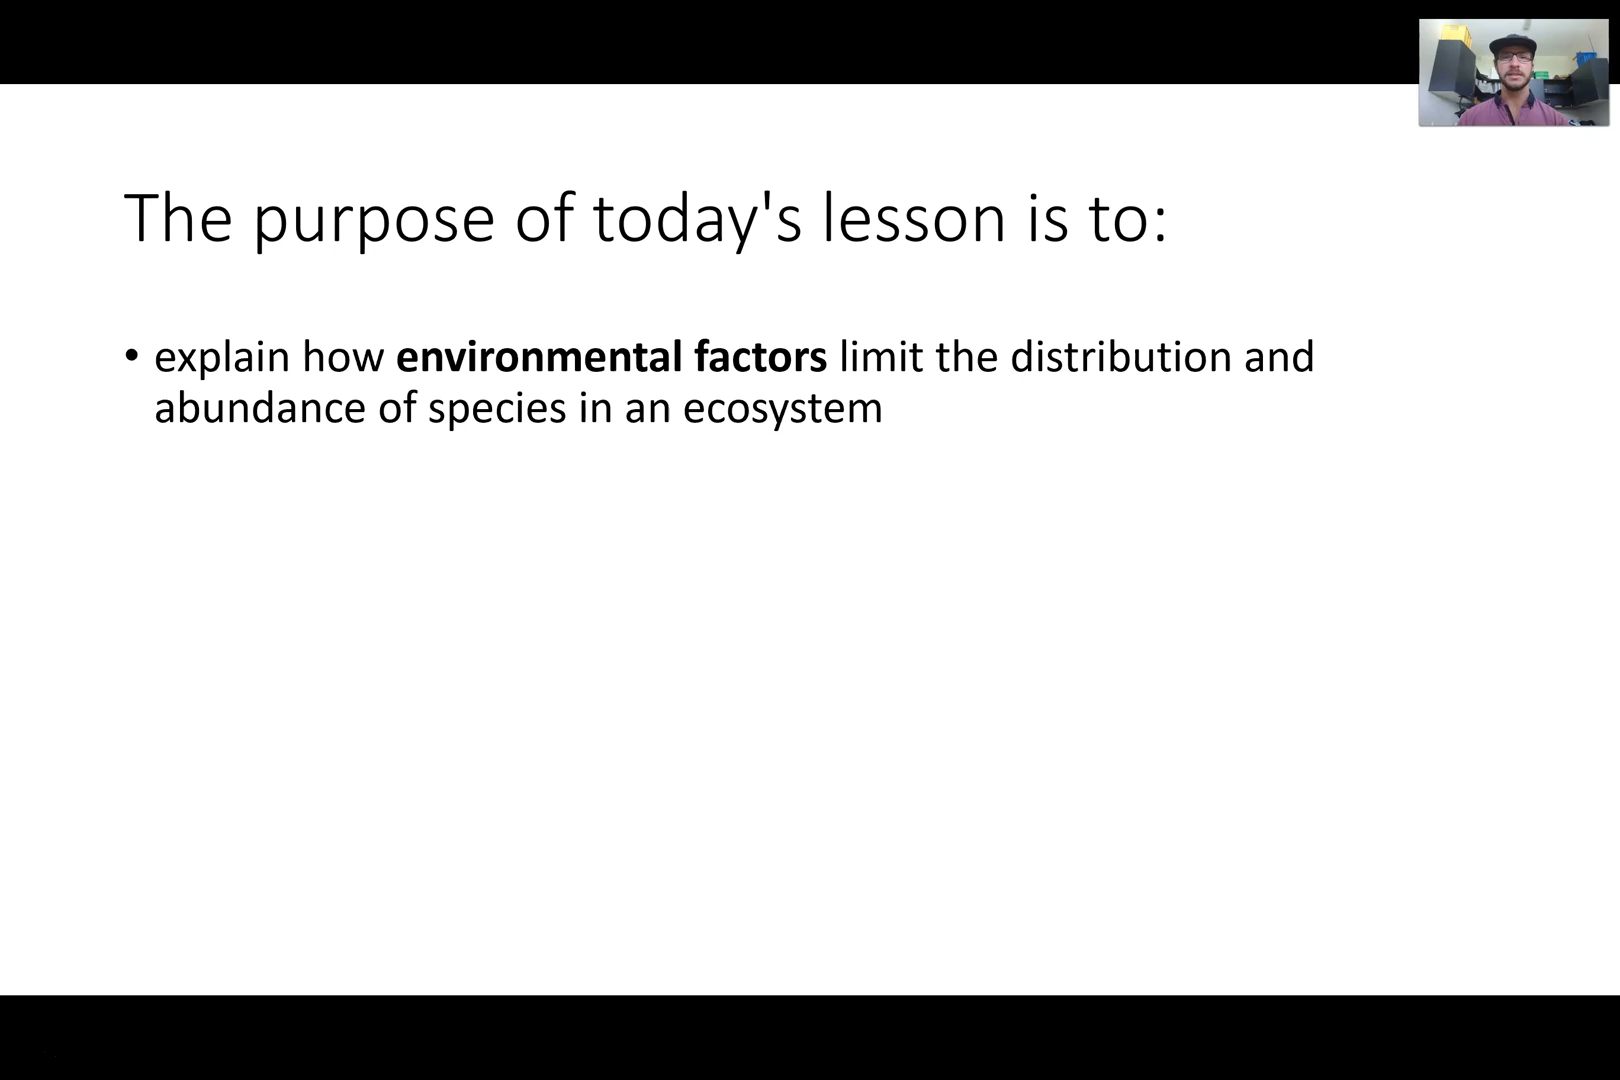 The purpose of today's lesson is to:
• explain how environmental factors limit the distribution and
abundance of species in an ecosystem